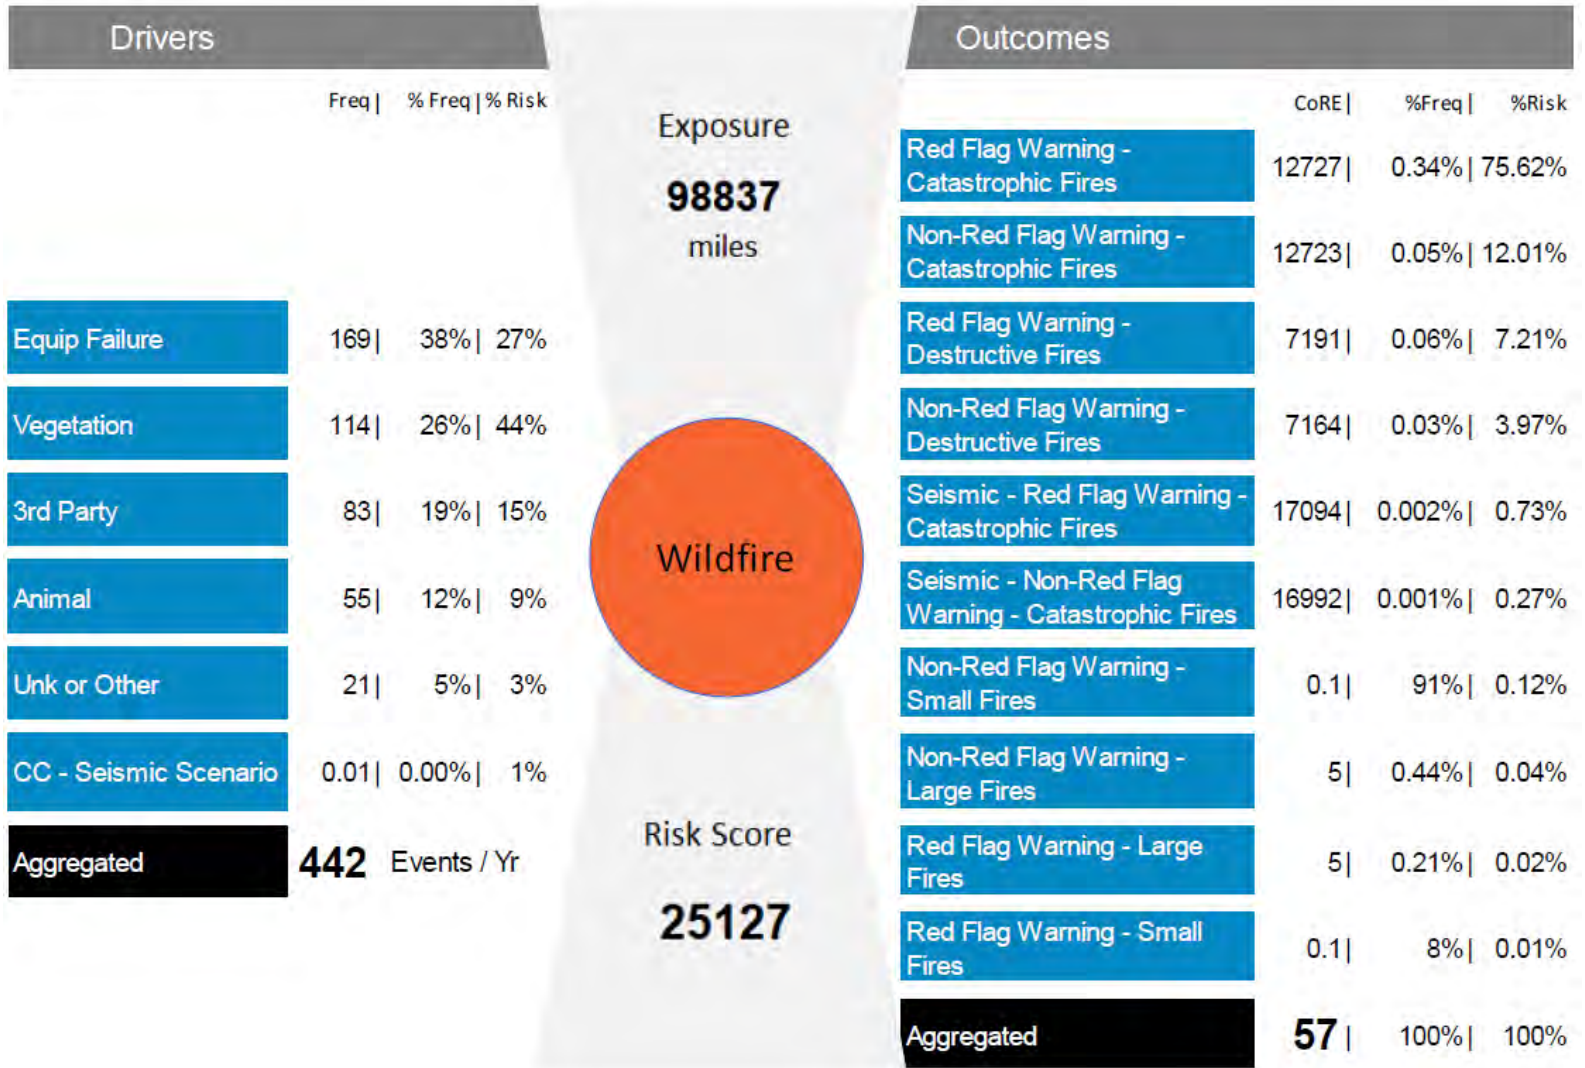 Drivers
Freq| % Freq| % Risk
Equip Failure 169| 38%| 27%
Vegetation 114| 26%| 44%
3rd Party 83| 19%| 15%
Animal 55| 12%| 9%
Unk or Other 21| 5%| 3%
CC - Seismic Scenario 0.01| 0.00%| 1%
Aggregated 442 Events / Yr
Exposure
98837
miles
Wildfire
Risk Score
25127
Outcomes
CoRE| %Freq| %Risk
Red Flag Warning -
Catastrophic Fires 12727| 0.34%| 75.62%
Non-Red Flag Warning -
Catastrophic Fires 12723| 0.05%| 12.01%
Red Flag Warning -
Destructive Fires 7191| 0.06%| 7.21%
Non-Red Flag Warning -
Destructive Fires 7164| 0.03%| 3.97%
Seismic - Red Flag Warning -
Catastrophic Fires 17094| 0.002%| 0.73%
Seismic - Non-Red Flag
Warning - Catastrophic Fires 16992| 0.001%| 0.27%
Non-Red Flag Warning -
Small Fires 0.1| 91%| 0.12%
Non-Red Flag Warning -
Large Fires 5| 0.44%| 0.04%
Red Flag Warning - Large
Fires 5| 0.21%| 0.02%
Red Flag Warning - Small
Fires 0.1| 8%| 0.01%
Aggregated 57| 100%| 100%